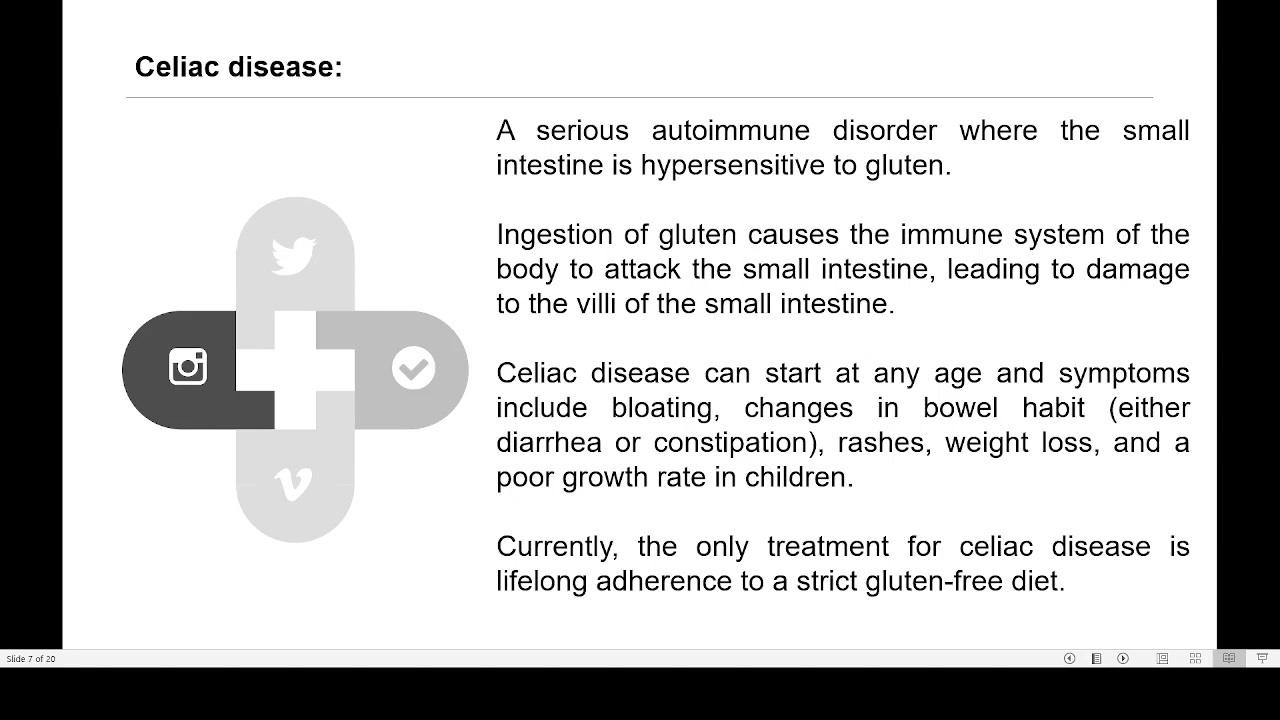 Celiac disease:
A serious autoimmune disorder where the small
intestine is hypersensitive to gluten.
Ingestion of gluten causes the immune system of the
body to attack the small intestine, leading to damage
to the villi of the small intestine.
Celiac disease can start at any age and symptoms
include bloating, changes in bowel habit (either
diarrhea or constipation), rashes, weight loss, and a
poor growth rate in children.
Currently, the only treatment for celiac disease is
lifelong adherence to a strict gluten-free diet.
Slide 7 of 20